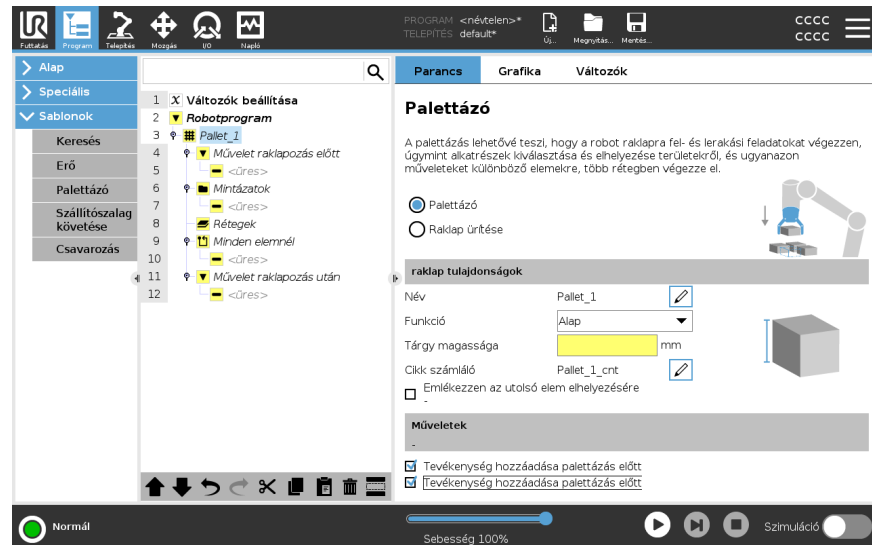 UR
Futtatás
Program
Telepítés
Mozgás
I/O
Napló
PROGRAM <névtelen>*
TELEPÍTÉS default*
Új...
Megnyitás...
Mentés...
CCCC
CCCC
Alap
Speciális
Sablonok
Keresés
Erő
Palettázó
Szállítószalag
követése
Csavarozás
1 X Változók beállítása
2 Robotprogram
3 Pallet_1
4 Művelet raklapozás előtt
5 <üres>
6 Mintázatok
7 <üres>
8 Rétegek
9 Minden elemnél
10 <üres>
11 Művelet raklapozás után
12 <üres>
Parancs
Grafika
Változók
Palettázó
A palettázás lehetővé teszi, hogy a robot raklapra fel- és lerakási feladatokat végezzen,
úgymint alkatrészek kiválasztása és elhelyezése területekről, és ugyanazon
műveleteket különböző elemekre, több rétegben végezze el.
Palettázó
Raklap ürítése
raklap tulajdonságok
Név Pallet_1
Funkció Alap
Tárgy magassága mm
Cikk számláló Pallet_1_cnt
Emlékezzen az utolsó elem elhelyezésére
-
Műveletek
-
Tevékenység hozzáadása palettázás előtt
Tevékenység hozzáadása palettázás előtt
Normál
Sebesség 100%
Szimuláció